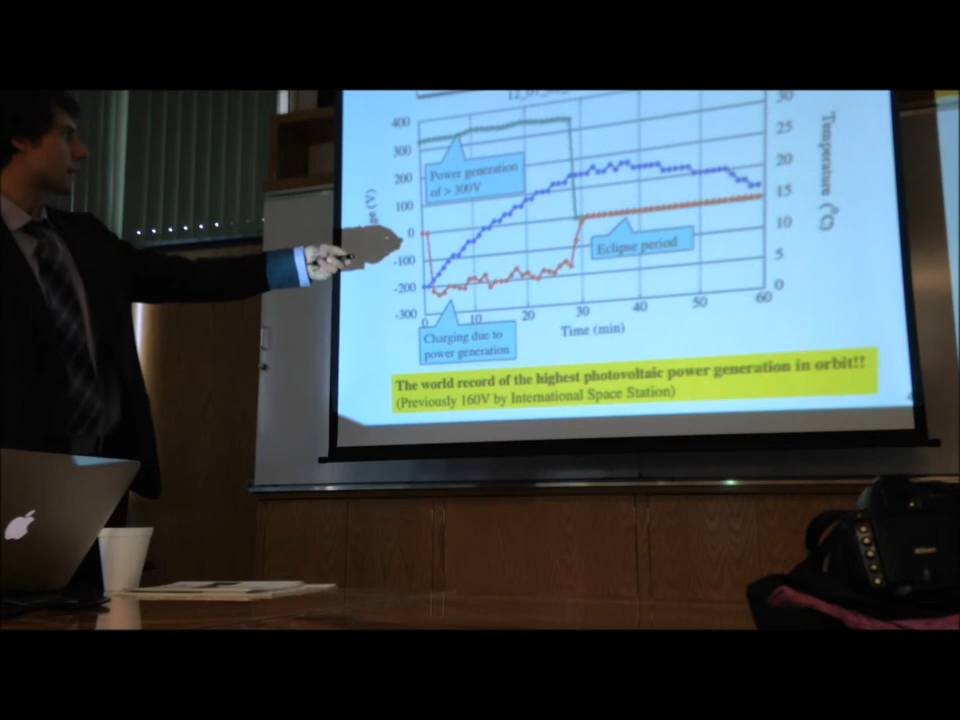 400
300
200
100
0
-100
-200
-300
0
10
20
30
40
50
60
Time (min)
30
25
20
15
10
5
0
Temperature (°C)
(V)
Power generation
of > 300V
Eclipse period
Charging due to
power generation
The world record of the highest photovoltaic power generation in orbit!!
(Previously 160V by International Space Station)
Nikon